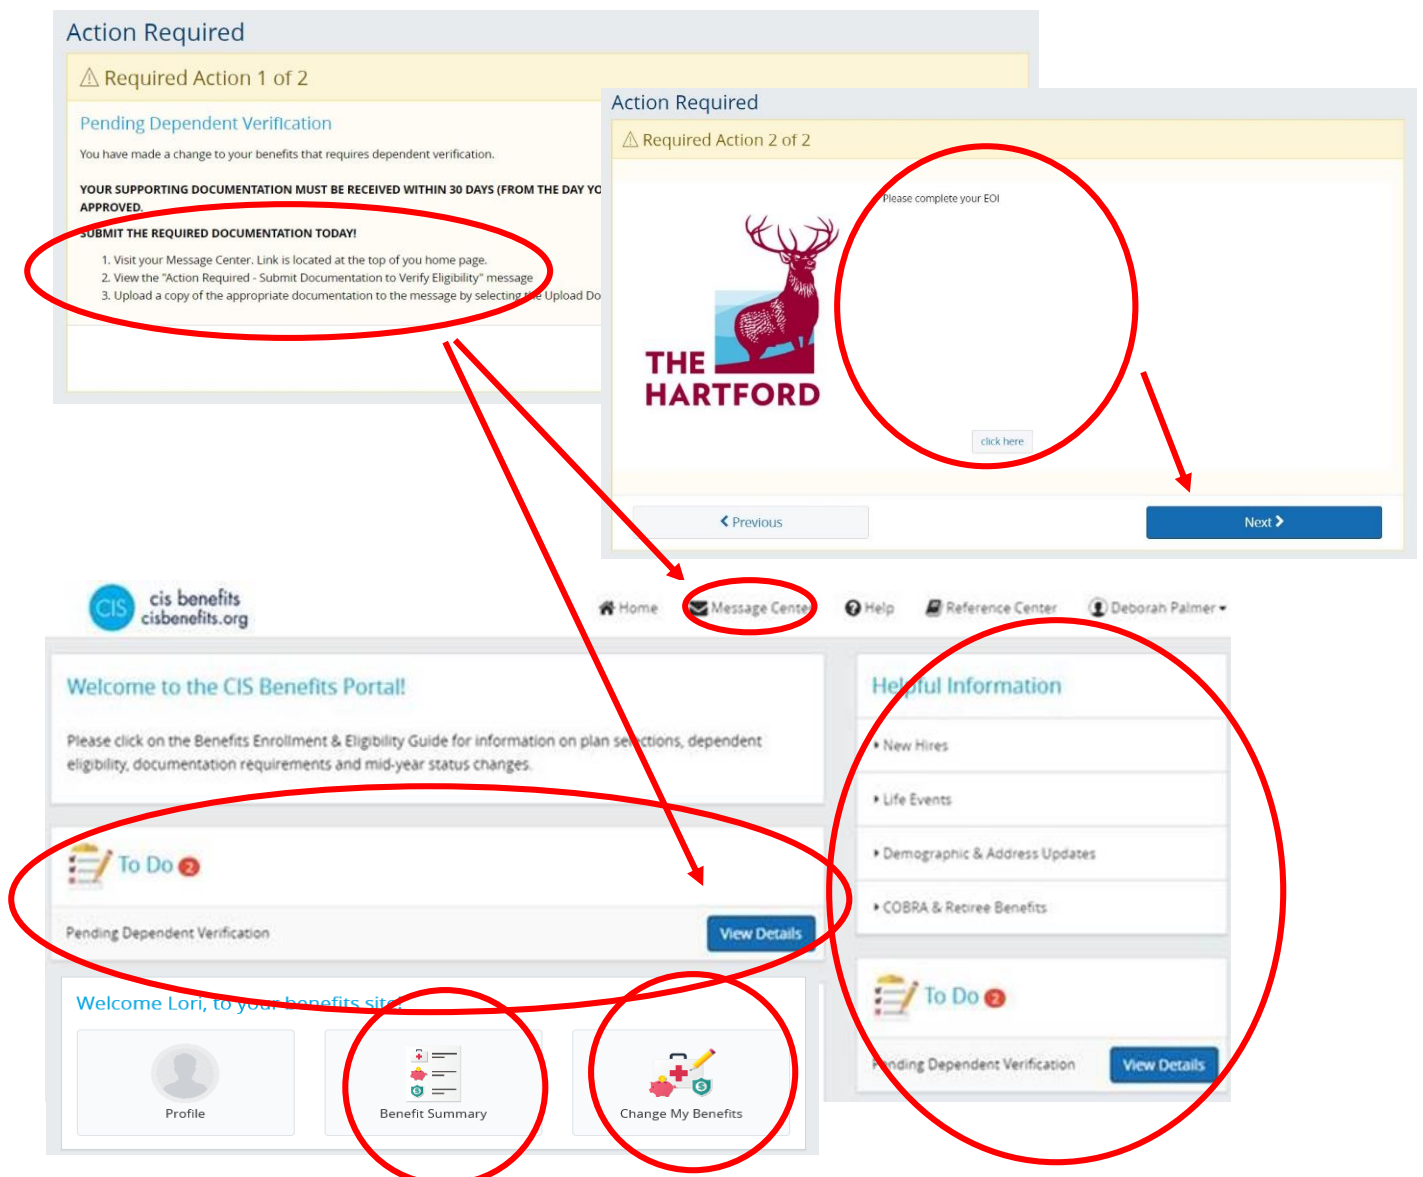 Action Required
Required Action 1 of 2
Pending Dependent Verification
You have made a change to your benefits that requires dependent verification.
YOUR SUPPORTING DOCUMENTATION MUST BE RECEIVED WITHIN 30 DAYS (FROM THE DAY YO
APPROVED.
SUBMIT THE REQUIRED DOCUMENTATION TODAY!
1. Visit your Message Center. Link is located at the top of you home page.
2. View the "Action Required - Submit Documentation to Verify Eligibility" message
3. Upload a copy of the appropriate documentation to the message by selecting the Upload Do
Action Required
Required Action 2 of 2
Please complete your EOI
THE
HARTFORD
click here
Previous
Next
CIS
cis benefits
cisbenefits.org
Home Message Center Help Reference Center Deborah Palmer
Welcome to the CIS Benefits Portal!
Please click on the Benefits Enrollment & Eligibility Guide for information on plan selections, dependent
eligibility, documentation requirements and mid-year status changes.
To Do 2
Pending Dependent Verification View Details
Welcome Lori, to your benefits site!
Profile
Benefit Summary
Change My Benefits
Helpful Information
New Hires
Life Events
Demographic & Address Updates
COBRA & Retiree Benefits
To Do 2
Pending Dependent Verification View Details